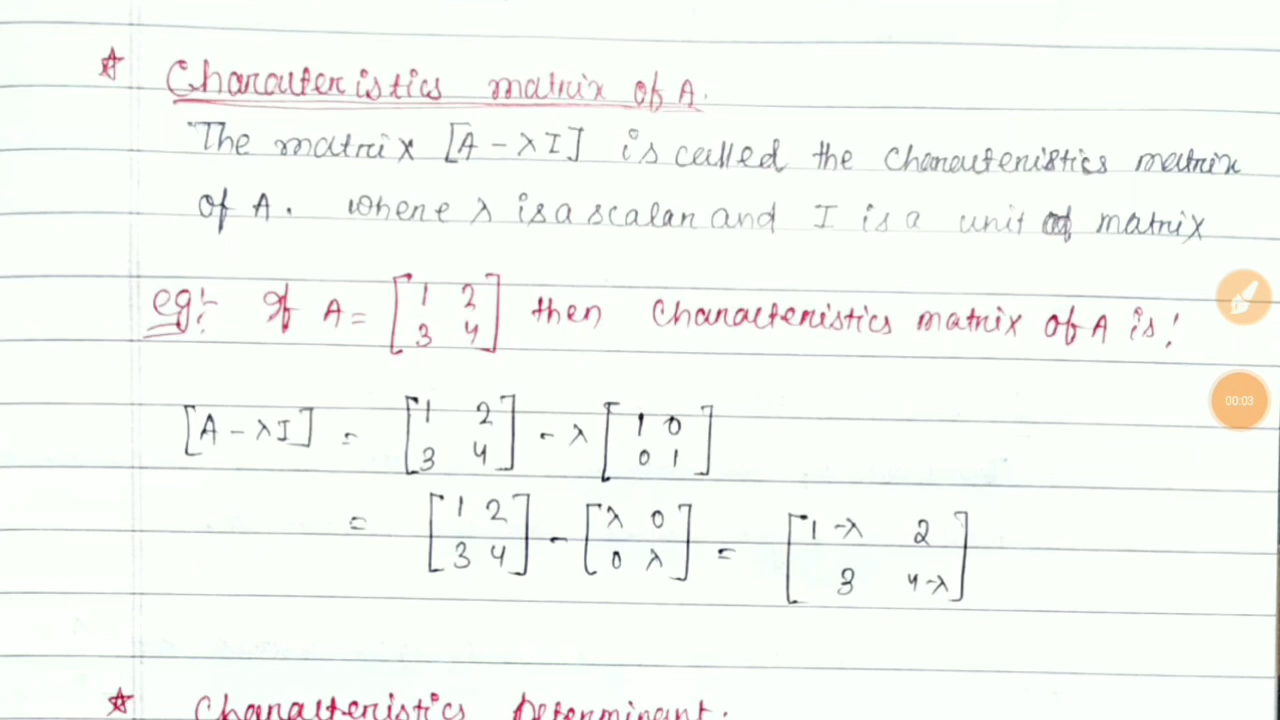 ☆ Characteristics matrix of A.
The matrix [A - λI] is called the characteristics matrix
of A. where λ is a scalar and I is a unit matrix
eg:- If A = [1 2 3 4] then characteristics matrix of A is:
[A - λI] = [1 2 3 4] - λ [1 0 0 1]
= [1 2 3 4] - [λ 0 0 λ] = [1-λ 2 3 4-λ]
☆ Characteristics Determinant.
00:03